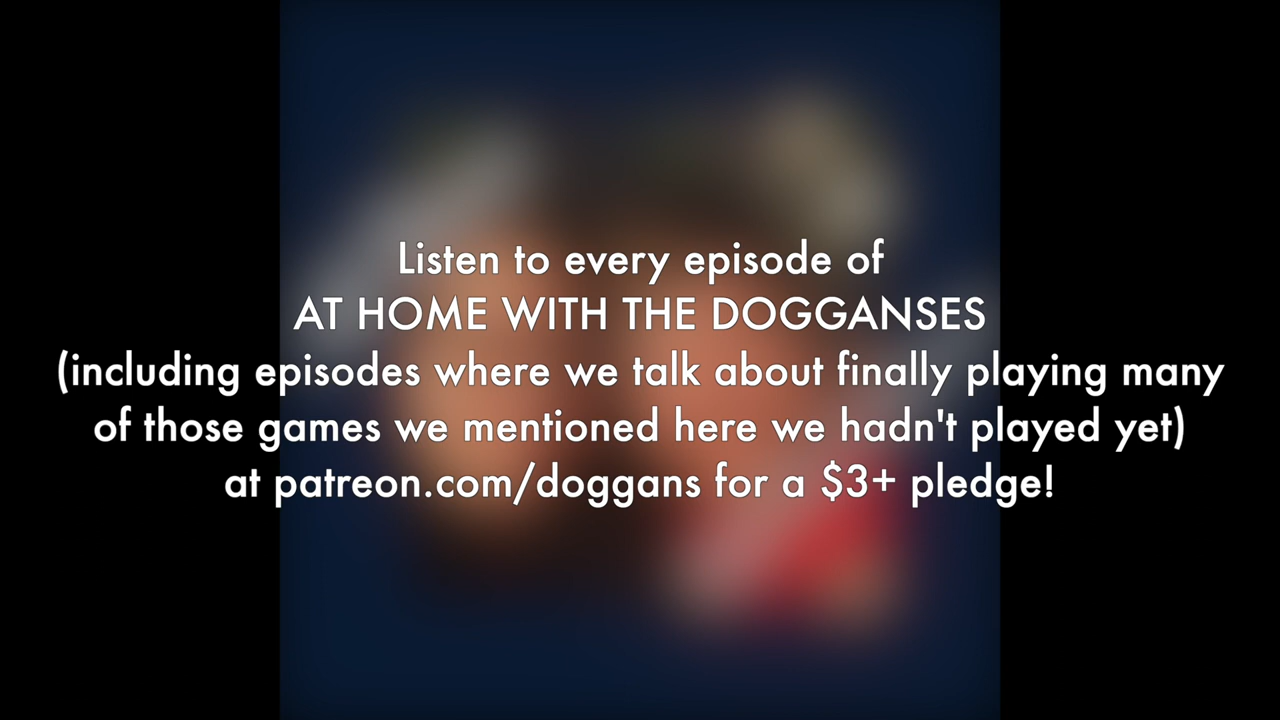 Listen to every episode of
AT HOME WITH THE DOGGANSES
(including episodes where we talk about finally playing many
of those games we mentioned here we hadn't played yet)
at patreon.com/doggans for a $3+ pledge!